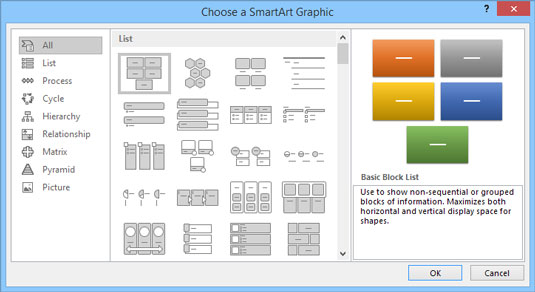 Choose a SmartArt Graphic
?
All
List
Process
Cycle
Hierarchy
Relationship
Matrix
Pyramid
Picture
List
Basic Block List
Use to show non-sequential or grouped
blocks of information. Maximizes both
horizontal and vertical display space for
shapes.
OK
Cancel